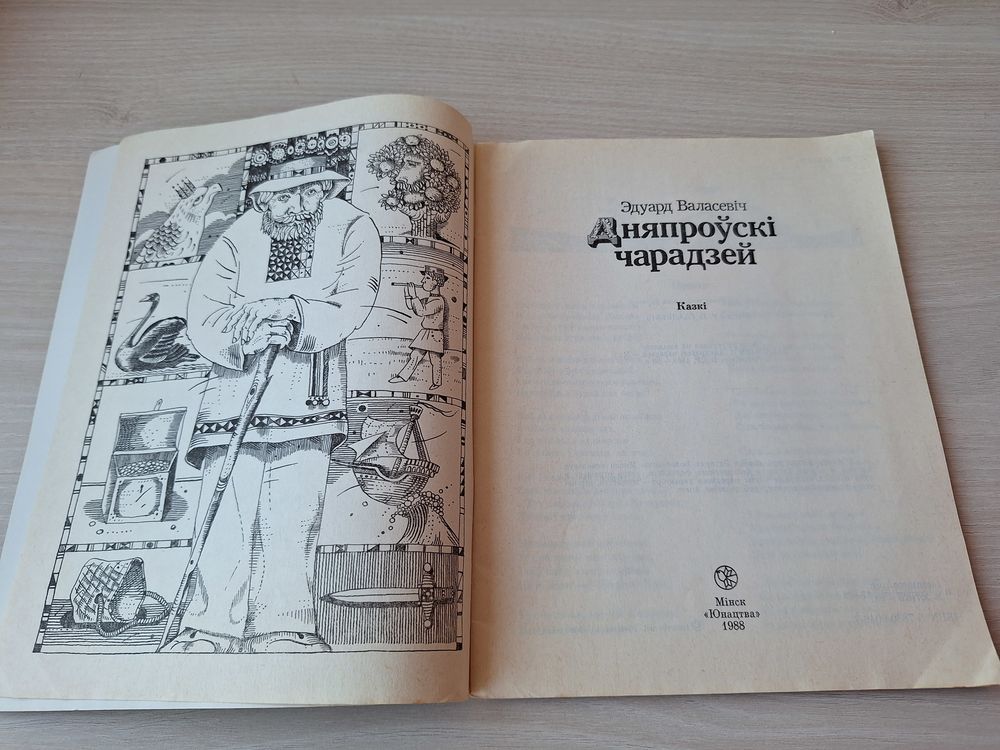 Эдуард Валасевіч
Дняпроўскі
чарадзей
Казкі
Мінск
«Юнацтва»
1988